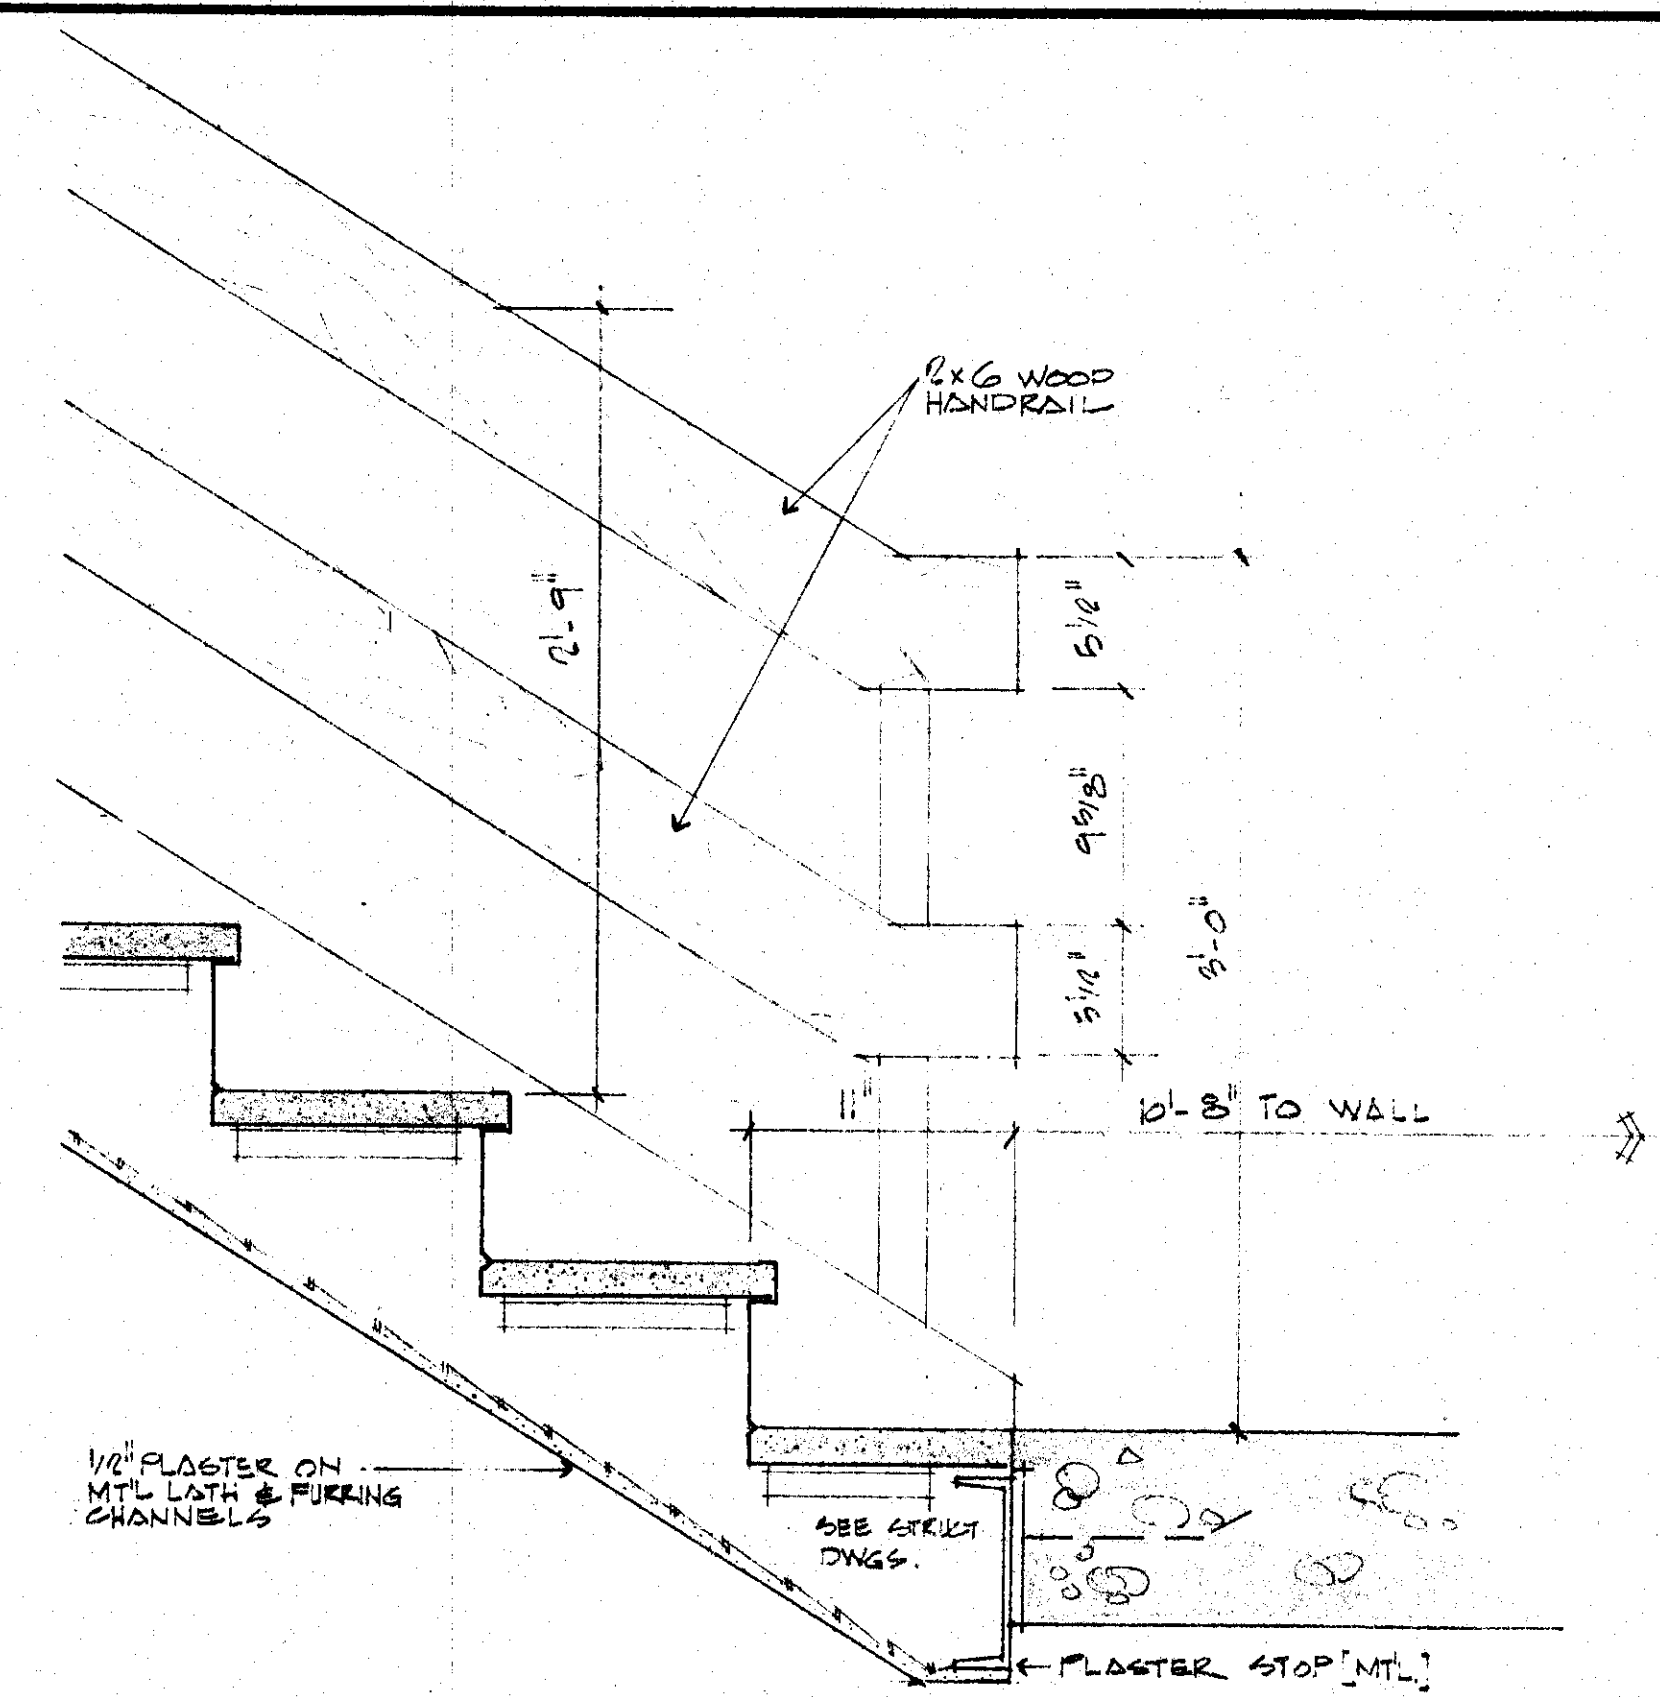 2x6 WOOD
HANDRAIL
2'-9"
5 1/2"
9 5/8"
5 1/2"
3'-0"
11"
10'-8" TO WALL
1/2" PLASTER ON
MT'L LATH & FURRING
CHANNELS
SEE STRUCT
DWGS.
PLASTER STOP [MT'L.]